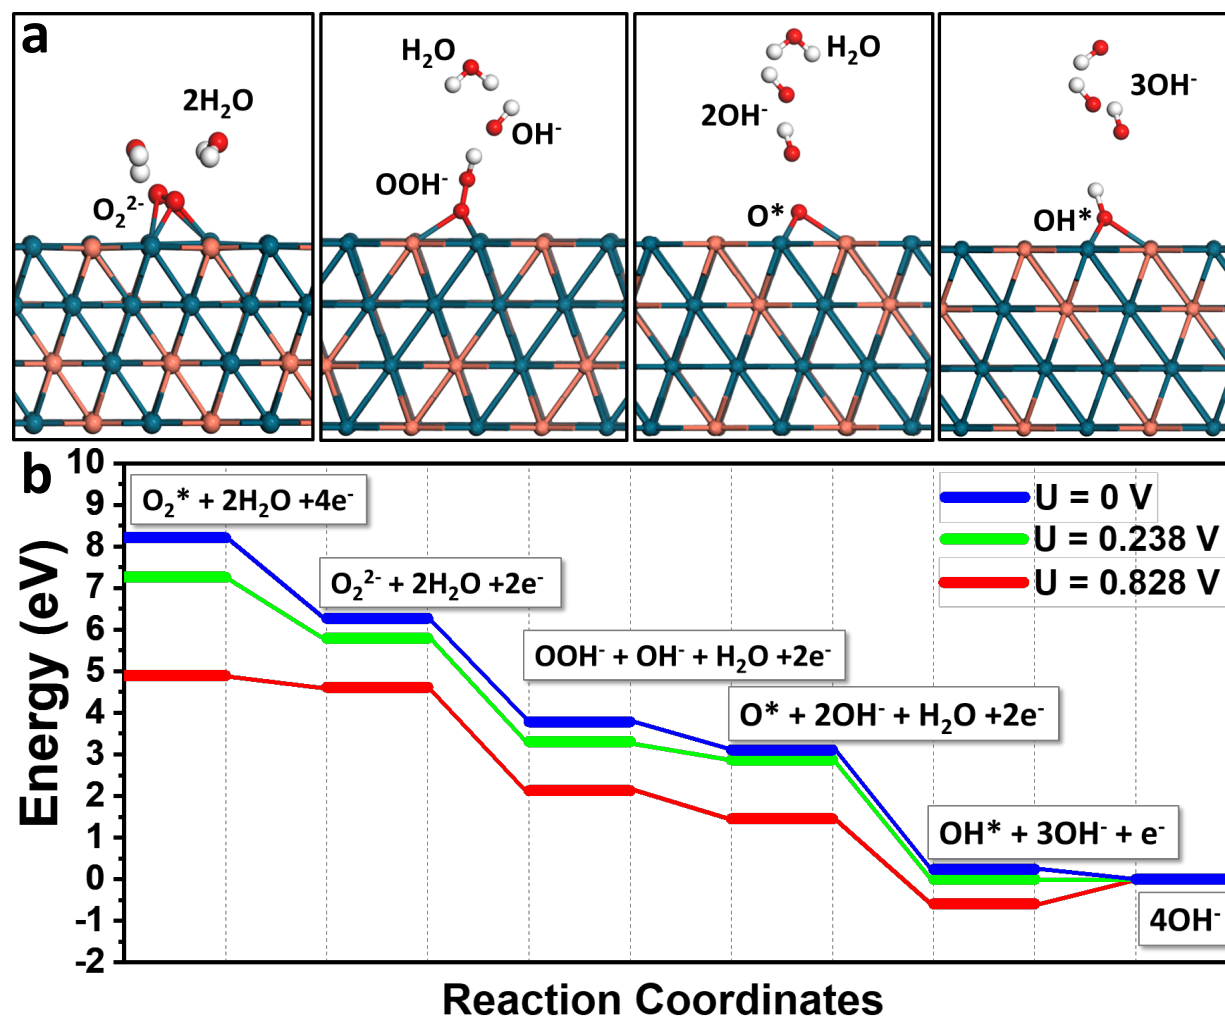 a
2H₂O
O₂²⁻
H₂O
OH⁻
OOH⁻
H₂O
2OH⁻
O*
3OH⁻
OH*
b
Energy (eV)
10
9
8
7
6
5
4
3
2
1
0
-1
-2
O₂* + 2H₂O +4e⁻
O₂²⁻ + 2H₂O +2e⁻
OOH⁻ + OH⁻ + H₂O +2e⁻
O* + 2OH⁻ + H₂O +2e⁻
OH* + 3OH⁻ + e⁻
4OH⁻
U = 0 V
U = 0.238 V
U = 0.828 V
Reaction Coordinates